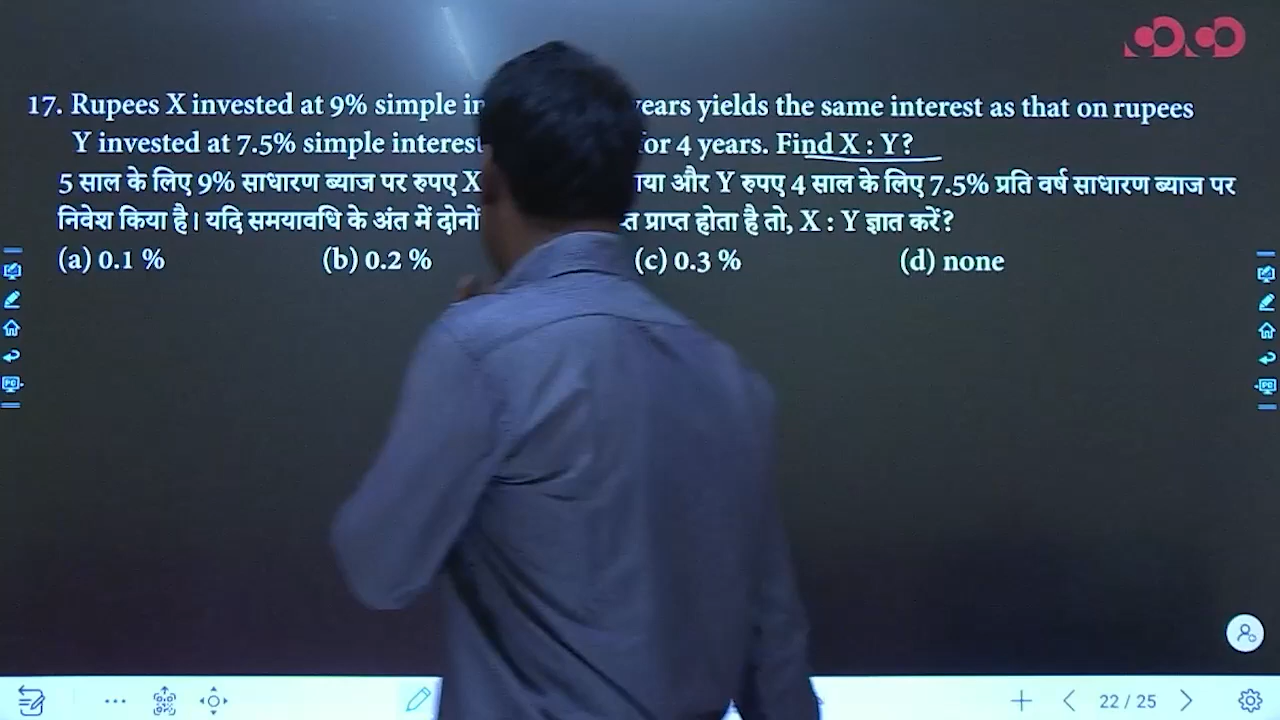 17. Rupees X invested at 9% simple in years yields the same interest as that on rupees
Y invested at 7.5% simple interest for 4 years. Find X : Y?
5 साल के लिए 9% साधारण ब्याज पर रुपए X और Y रुपए 4 साल के लिए 7.5% प्रति वर्ष साधारण ब्याज पर
निवेश किया है। यदि समयावधि के अंत में दोनों प्राप्त होता है तो, X : Y ज्ञात करें?
(a) 0.1 % (b) 0.2 % (c) 0.3 % (d) none
22 / 25